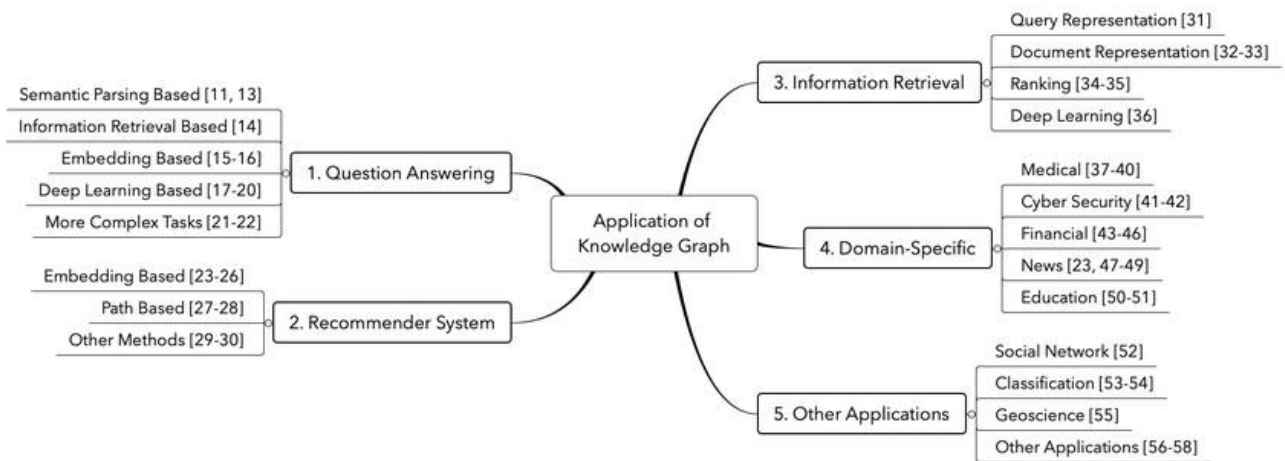 Application of
Knowledge Graph
1. Question Answering
Semantic Parsing Based [11, 13]
Information Retrieval Based [14]
Embedding Based [15-16]
Deep Learning Based [17-20]
More Complex Tasks [21-22]
2. Recommender System
Embedding Based [23-26]
Path Based [27-28]
Other Methods [29-30]
3. Information Retrieval
Query Representation [31]
Document Representation [32-33]
Ranking [34-35]
Deep Learning [36]
4. Domain-Specific
Medical [37-40]
Cyber Security [41-42]
Financial [43-46]
News [23, 47-49]
Education [50-51]
5. Other Applications
Social Network [52]
Classification [53-54]
Geoscience [55]
Other Applications [56-58]